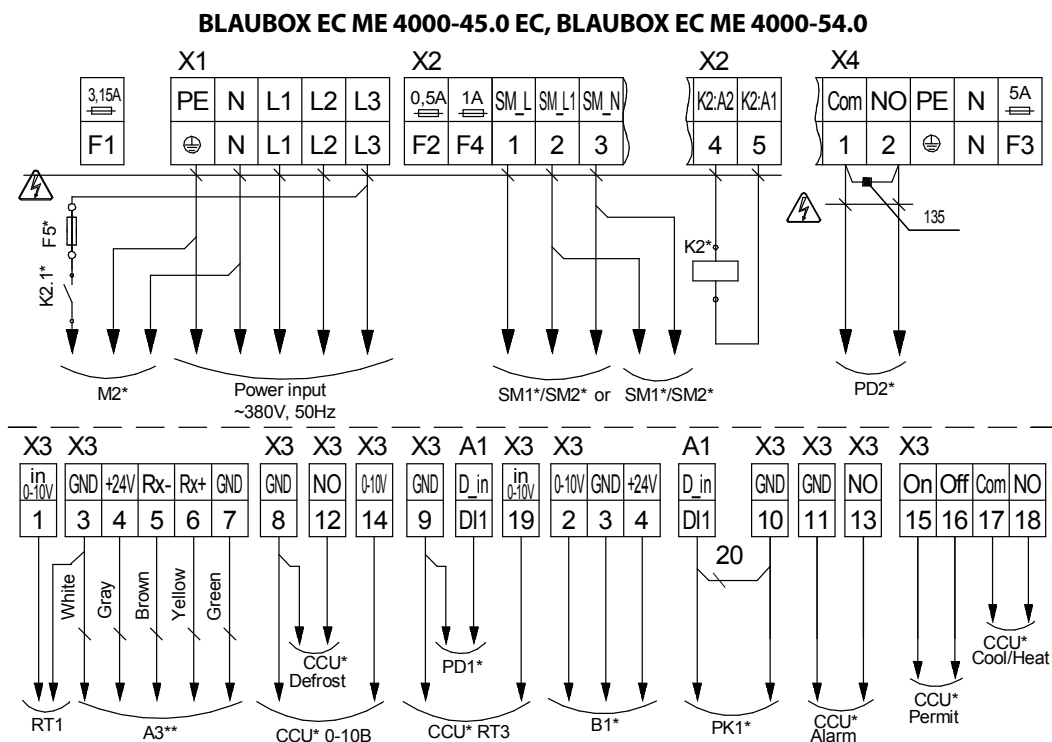 BLAUBOX EC ME 4000-45.0 EC, BLAUBOX EC ME 4000-54.0
X1 X2 X2 X4
3,15A PE N L1 L2 L3 0,5A 1A SM_L SM_L1 SM_N K2:A2 K2:A1 Com NO PE N 5A
F1 N L1 L2 L3 F2 F4 1 2 3 4 5 1 2 N F3
135
F5*
K2.1*
K2*
M2*
Power input
~380V, 50Hz
SM1*/SM2* or SM1*/SM2*
PD2*
X3 X3 X3 X3 X3 X3 A1 X3 X3 A1 X3 X3 X3 X3
in 0-10V GND +24V Rx- Rx+ GND GND NO 0-10V GND D_in in 0-10V 0-10V GND +24V D_in GND GND NO On Off Com NO
1 3 4 5 6 7 8 12 14 9 DI1 19 2 3 4 DI1 10 11 13 15 16 17 18
20
White
Gray
Brown
Yellow
Green
CCU*
Defrost
PD1*
CCU*
Cool/Heat
CCU*
Permit
RT1
A3**
CCU* 0-10B
CCU* RT3
B1*
PK1*
CCU*
Alarm